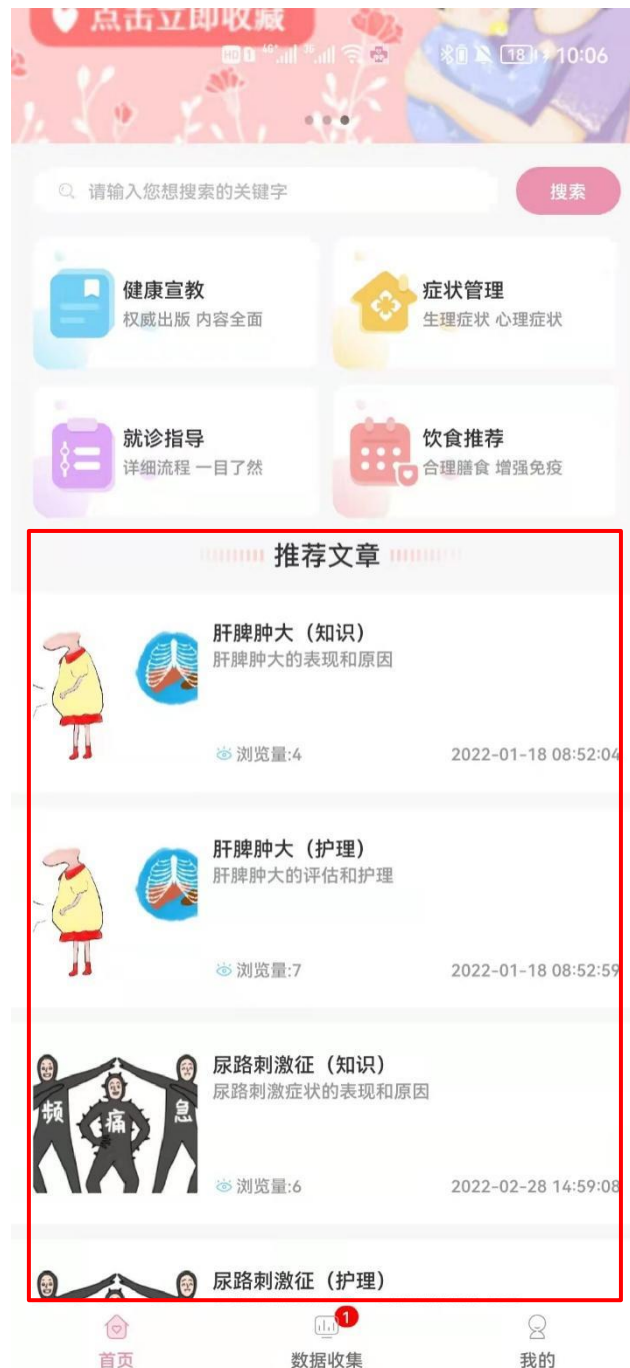 点击立即收藏
HD 4G+ 3G 18 10:06
请输入您想搜索的关键字
搜索
健康宣教
权威出版 内容全面
症状管理
生理症状 心理症状
就诊指导
详细流程 一目了然
饮食推荐
合理膳食 增强免疫
推荐文章
肝脾肿大（知识）
肝脾肿大的表现和原因
浏览量:4
2022-01-18 08:52:04
肝脾肿大（护理）
肝脾肿大的评估和护理
浏览量:7
2022-01-18 08:52:59
频
痛
急
尿路刺激征（知识）
尿路刺激症状的表现和原因
浏览量:6
2022-02-28 14:59:08
尿路刺激征（护理）
1
首页
数据收集
我的